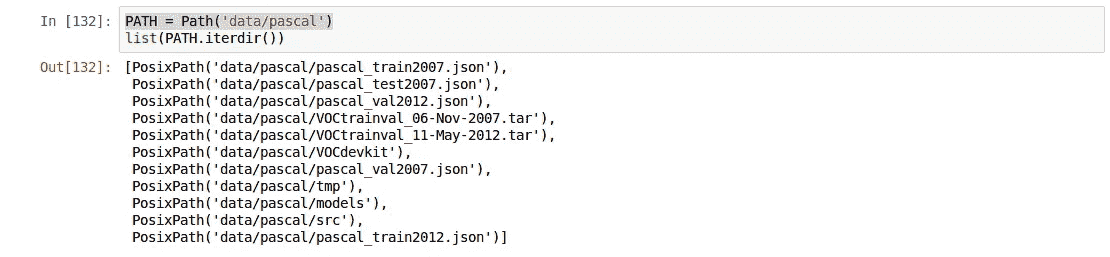 In [132]: PATH = Path('data/pascal')
list(PATH.iterdir())
Out[132]: [PosixPath('data/pascal/pascal_train2007.json'),
PosixPath('data/pascal/pascal_test2007.json'),
PosixPath('data/pascal/pascal_val2012.json'),
PosixPath('data/pascal/VOCtrainval_06-Nov-2007.tar'),
PosixPath('data/pascal/VOCtrainval_11-May-2012.tar'),
PosixPath('data/pascal/VOCdevkit'),
PosixPath('data/pascal/pascal_val2007.json'),
PosixPath('data/pascal/tmp'),
PosixPath('data/pascal/models'),
PosixPath('data/pascal/src'),
PosixPath('data/pascal/pascal_train2012.json')]